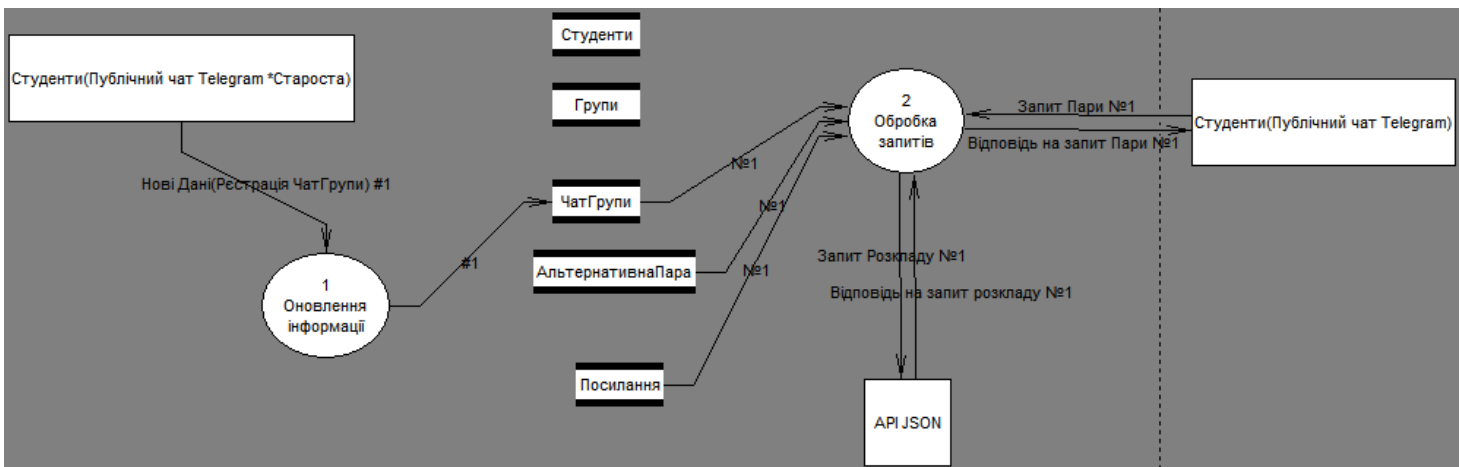 Студенти(Публічний чат Telegram *Староста)
Нові Дані(Рєстрація ЧатГрупи) #1
1
Оновлення
інформації
#1
Студенти
Групи
ЧатГрупи
АльтернативнаПара
Посилання
№1
№1
№1
2
Обробка
запитів
Запит Пари №1
Відповідь на запит Пари №1
Студенти(Публічний чат Telegram)
Запит Розкладу №1
Відповідь на запит розкладу №1
API JSON